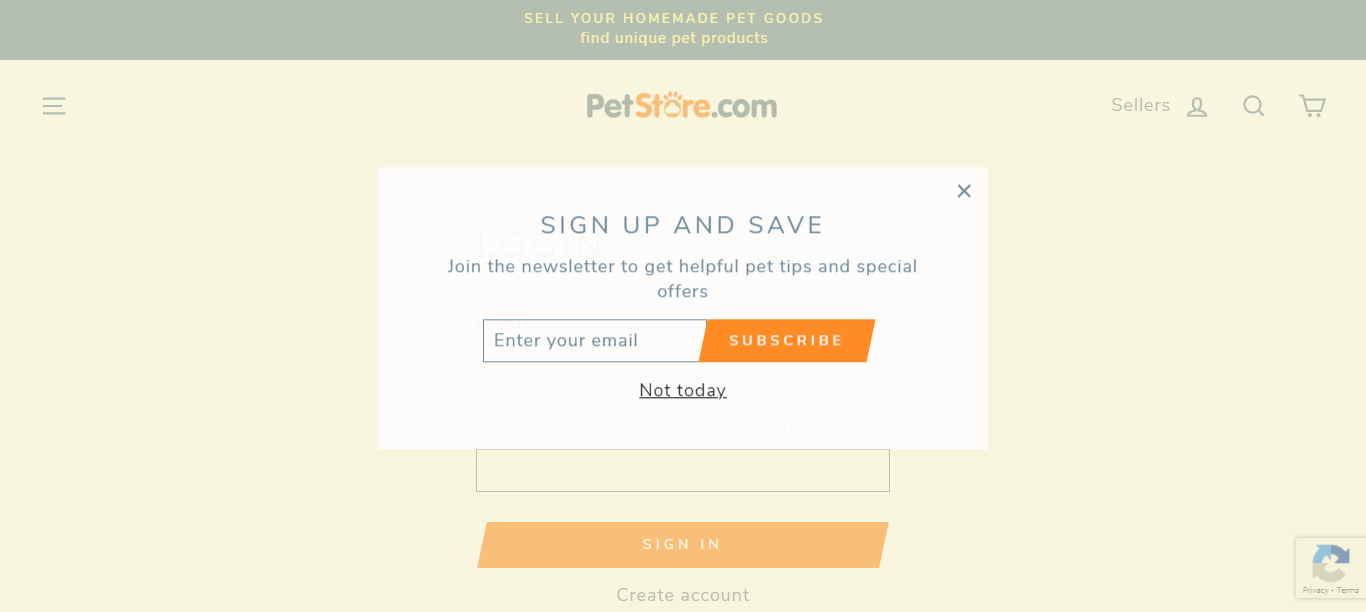 SELL YOUR HOMEMADE PET GOODS
find unique pet products
PetStore.com
Sellers
SIGN UP AND SAVE
LOGIN
Join the newsletter to get helpful pet tips and special
offers
Enter your email
SUBSCRIBE
Not today
PASSWORD
Forgot password?
SIGN IN
Create account
Privacy - Terms